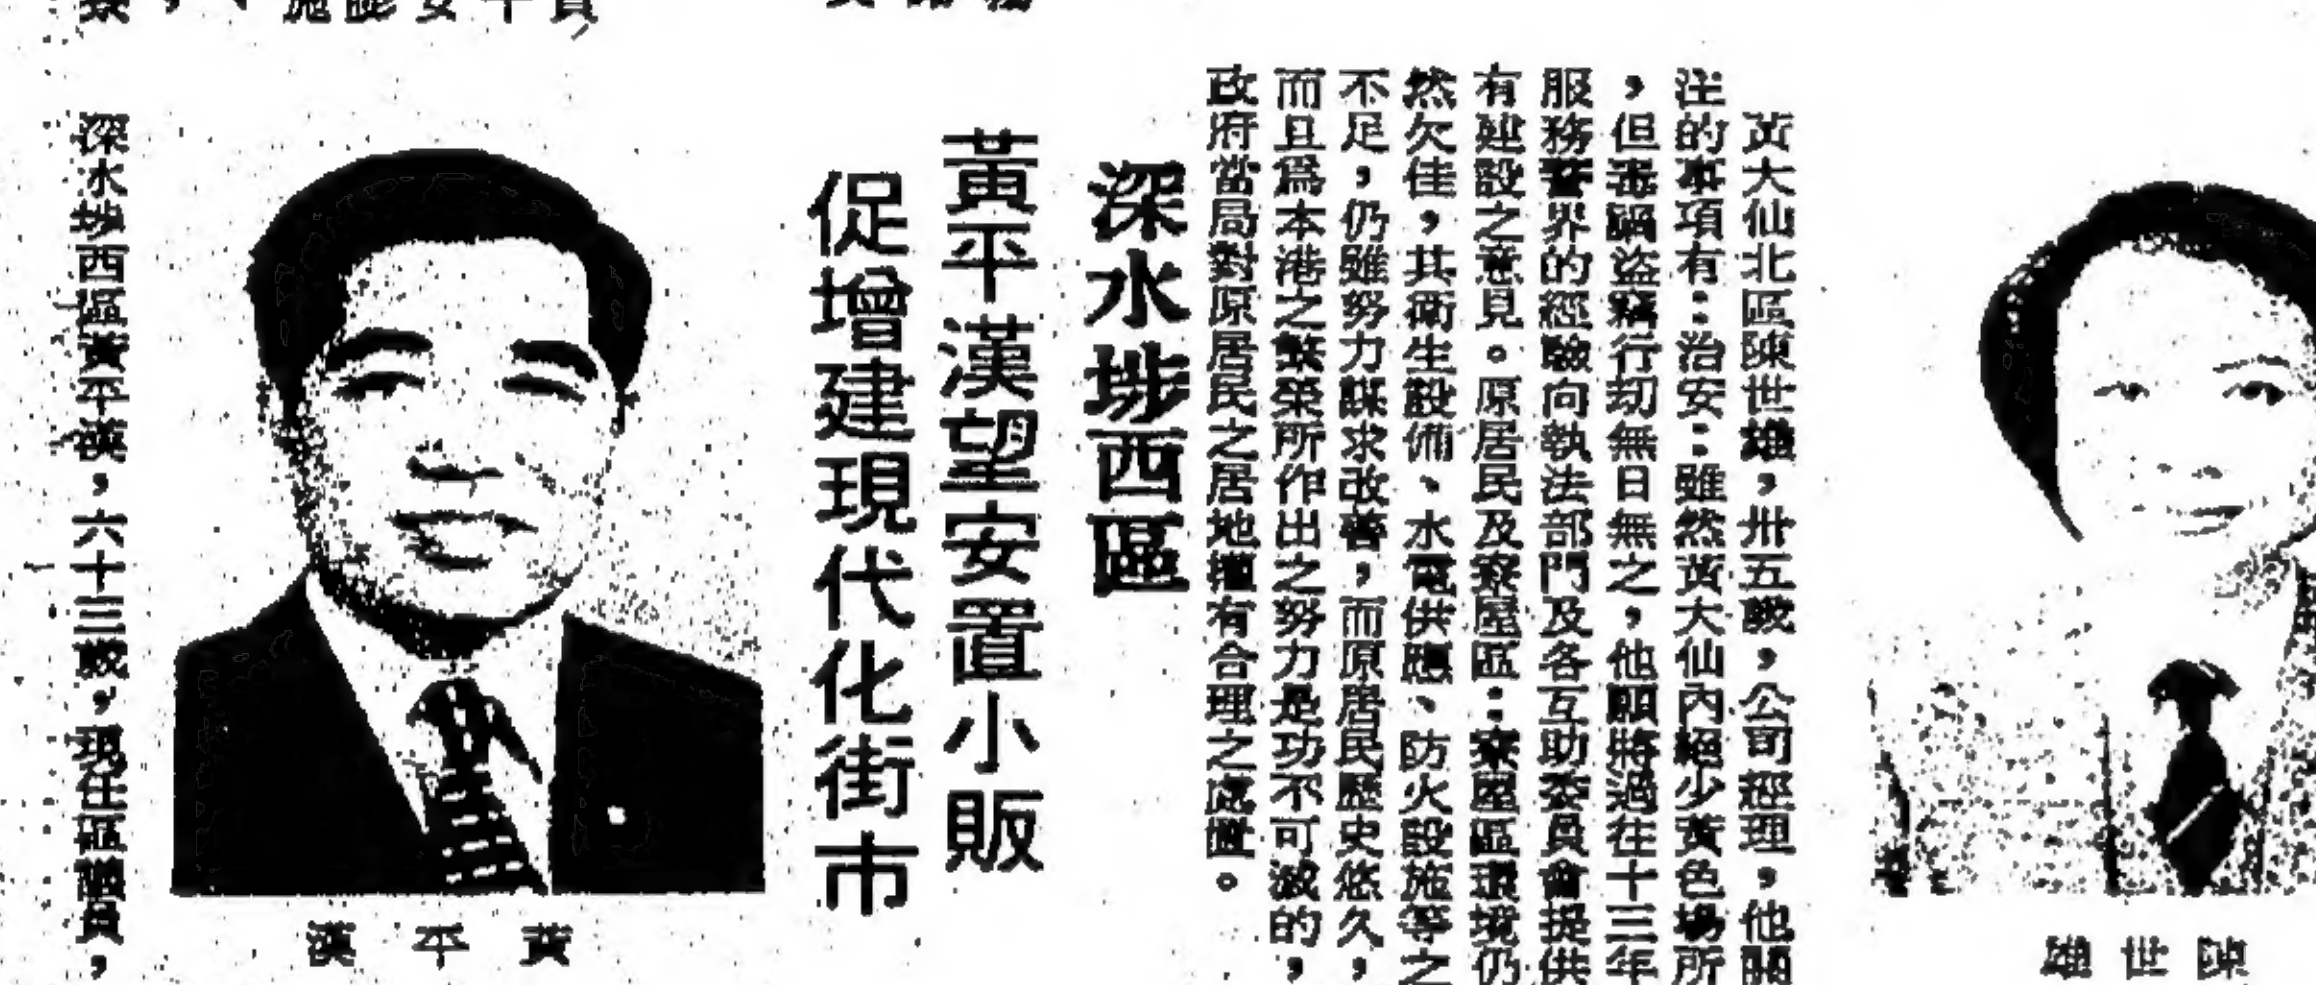 黃大仙北區陳世雄，卅五歲，公司經理，他關
注的事項有：治安：雖然黃大仙內絕少黃色場所
，但毒禍盜竊行刧無日無之，他願將過往十三年
服務警界的經驗向執法部門及各互助委員會提供
有建設之意見。原居民及寮屋區：寮屋區環境仍
然欠佳，其衛生設備、水電供應、防火設施等之
不足，仍雖努力謀求改善，而原居民歷史悠久，
而且爲本港之繁榮所作出之努力是功不可滅的，
政府當局對原居民之居地擁有合理之處置。
陳世雄
深水埗西區
黃平漢望安置小販
促增建現代化街市
黃平漢
深水埗西區黃平漢，六十三歲，現任區議員，